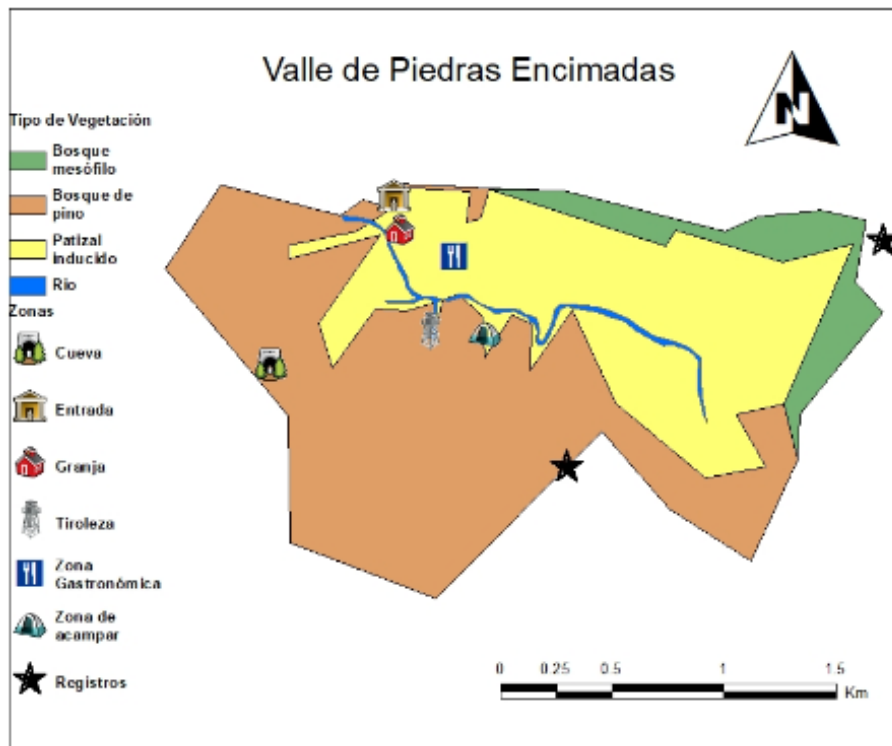 Valle de Piedras Encimadas
N
Tipo de Vegetación
Bosque
mesófilo
Bosque de
pino
Patizal
inducido
Río
Zonas
Cueva
Entrada
Granja
Tiroleza
Zona
Gastronómica
Zona de
acampar
Registros
0 0.25 0.5 1 1.5
Km